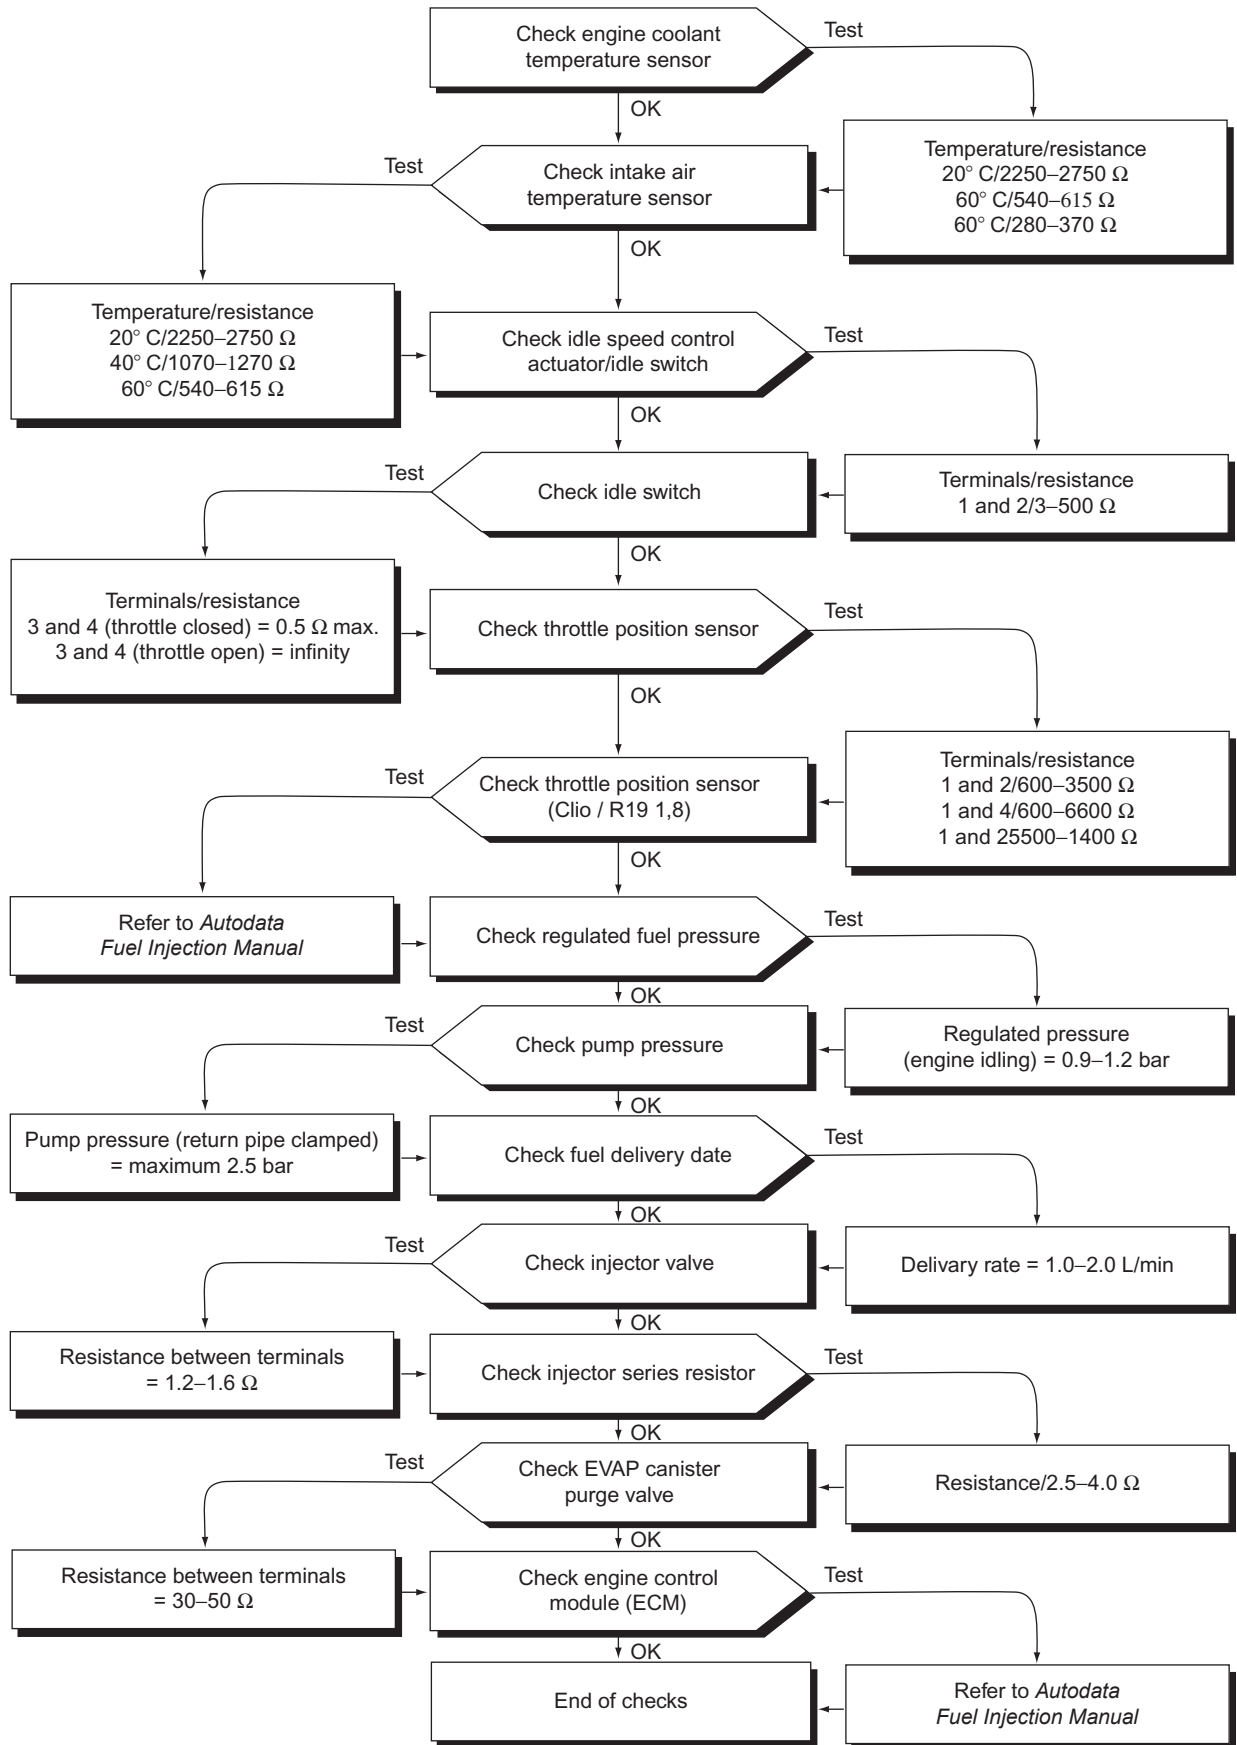 Check engine coolant
temperature sensor
Test
OK
Temperature/resistance
20° C/2250–2750 Ω
60° C/540–615 Ω
60° C/280–370 Ω
Test
Check intake air
temperature sensor
OK
Temperature/resistance
20° C/2250–2750 Ω
40° C/1070–1270 Ω
60° C/540–615 Ω
Check idle speed control
actuator/idle switch
Test
OK
Terminals/resistance
1 and 2/3–500 Ω
Test
Check idle switch
OK
Terminals/resistance
3 and 4 (throttle closed) = 0.5 Ω max.
3 and 4 (throttle open) = infinity
Check throttle position sensor
Test
OK
Terminals/resistance
1 and 2/600–3500 Ω
1 and 4/600–6600 Ω
1 and 25500–1400 Ω
Test
Check throttle position sensor
(Clio / R19 1,8)
OK
Refer to Autodata
Fuel Injection Manual
Check regulated fuel pressure
Test
OK
Regulated pressure
(engine idling) = 0.9–1.2 bar
Test
Check pump pressure
OK
Pump pressure (return pipe clamped)
= maximum 2.5 bar
Check fuel delivery date
Test
OK
Delivary rate = 1.0–2.0 L/min
Test
Check injector valve
OK
Resistance between terminals
= 1.2–1.6 Ω
Check injector series resistor
Test
OK
Resistance/2.5–4.0 Ω
Test
Check EVAP canister
purge valve
OK
Resistance between terminals
= 30–50 Ω
Check engine control
module (ECM)
Test
OK
Refer to Autodata
Fuel Injection Manual
End of checks